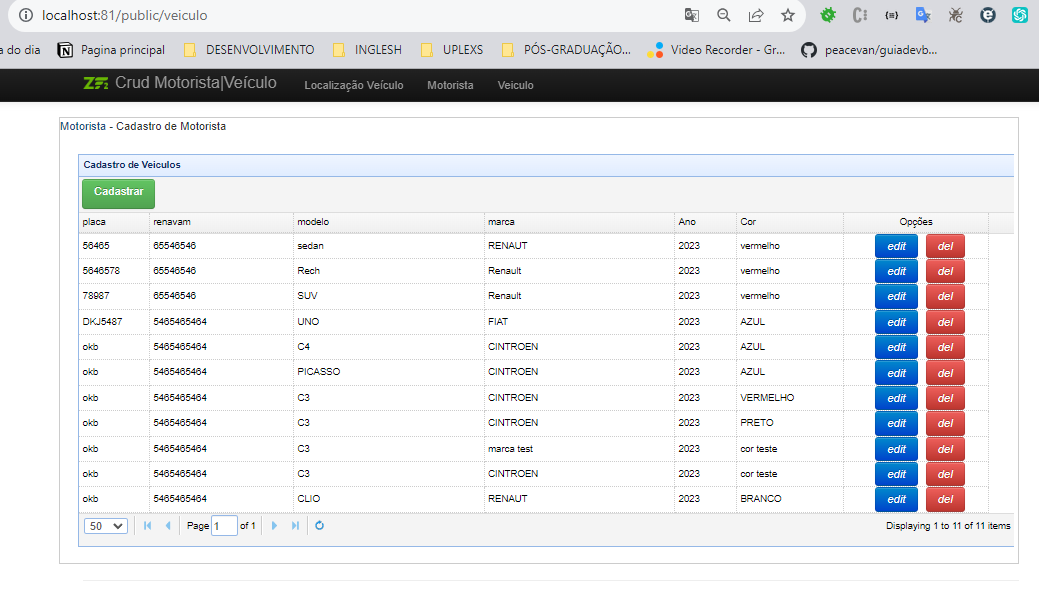 localhost:81/public/veiculo
a do dia Pagina principal DESENVOLVIMENTO INGLESH UPLEXS PÓS-GRADUAÇÃO... Video Recorder - Gr... peacevan/guiadevb...
ZF2 Crud Motorista|Veículo Localização Veículo Motorista Veiculo
Motorista - Cadastro de Motorista
Cadastro de Veiculos
Cadastrar
placa renavam modelo marca Ano Cor Opções
56465 65546546 sedan RENAUT 2023 vermelho edit del
5646578 65546546 Rech Renault 2023 vermelho edit del
78987 65546546 SUV Renault 2023 vermelho edit del
DKJ5487 5465465464 UNO FIAT 2023 AZUL edit del
okb 5465465464 C4 CINTROEN 2023 AZUL edit del
okb 5465465464 PICASSO CINTROEN 2023 AZUL edit del
okb 5465465464 C3 CINTROEN 2023 VERMELHO edit del
okb 5465465464 C3 CINTROEN 2023 PRETO edit del
okb 5465465464 C3 marca test 2023 cor teste edit del
okb 5465465464 C3 CINTROEN 2023 cor teste edit del
okb 5465465464 CLIO RENAUT 2023 BRANCO edit del
50 Page 1 of 1 Displaying 1 to 11 of 11 items